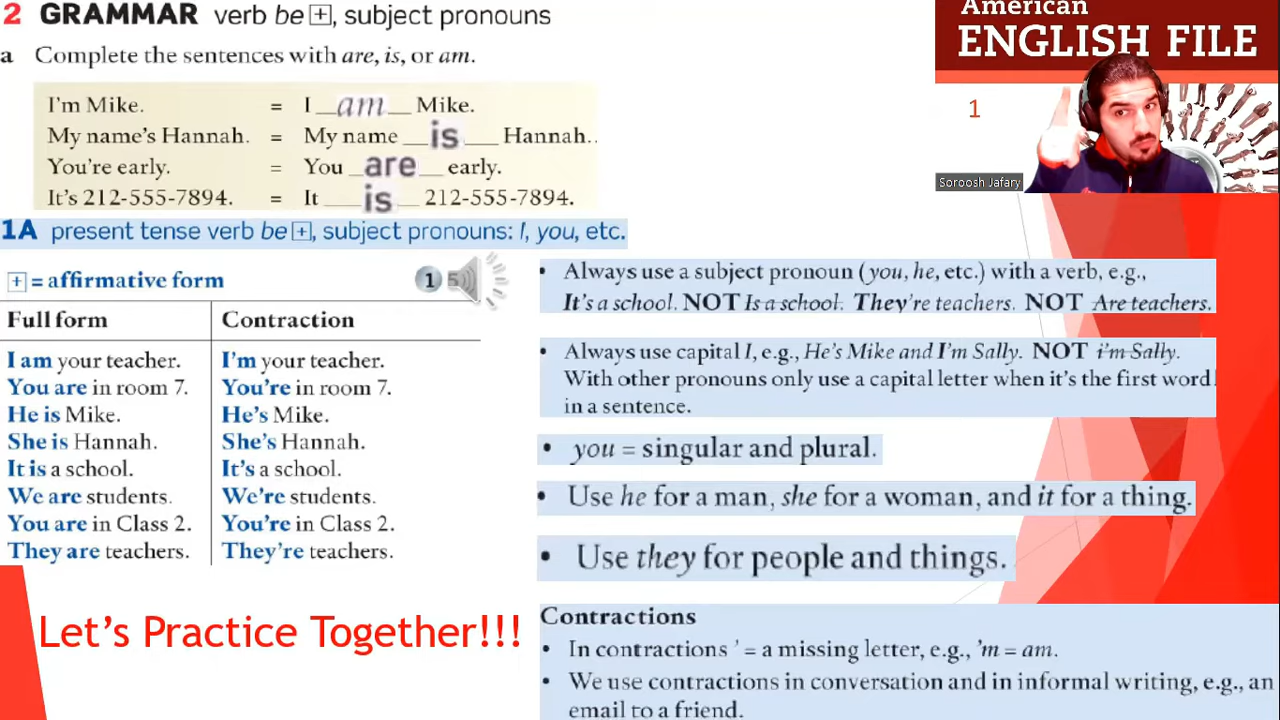 2 GRAMMAR verb be +, subject pronouns
a Complete the sentences with are, is, or am.
I'm Mike. = I __am__ Mike.
My name's Hannah. = My name __is__ Hannah.
You're early. = You __are__ early.
It's 212-555-7894. = It __is__ 212-555-7894.
1A present tense verb be +, subject pronouns: I, you, etc.
+ = affirmative form 1 5
Full form Contraction
I am your teacher. I'm your teacher.
You are in room 7. You're in room 7.
He is Mike. He's Mike.
She is Hannah. She's Hannah.
It is a school. It's a school.
We are students. We're students.
You are in Class 2. You're in Class 2.
They are teachers. They're teachers.
Let's Practice Together!!!
American
ENGLISH FILE
1
Soroosh Jafary
• Always use a subject pronoun (you, he, etc.) with a verb, e.g.,
It's a school. NOT Is a school. They're teachers. NOT Are teachers.
• Always use capital I, e.g., He's Mike and I'm Sally. NOT i'm Sally.
With other pronouns only use a capital letter when it's the first word
in a sentence.
• you = singular and plural.
• Use he for a man, she for a woman, and it for a thing.
• Use they for people and things.
Contractions
• In contractions ' = a missing letter, e.g., 'm = am.
• We use contractions in conversation and in informal writing, e.g., an
email to a friend.